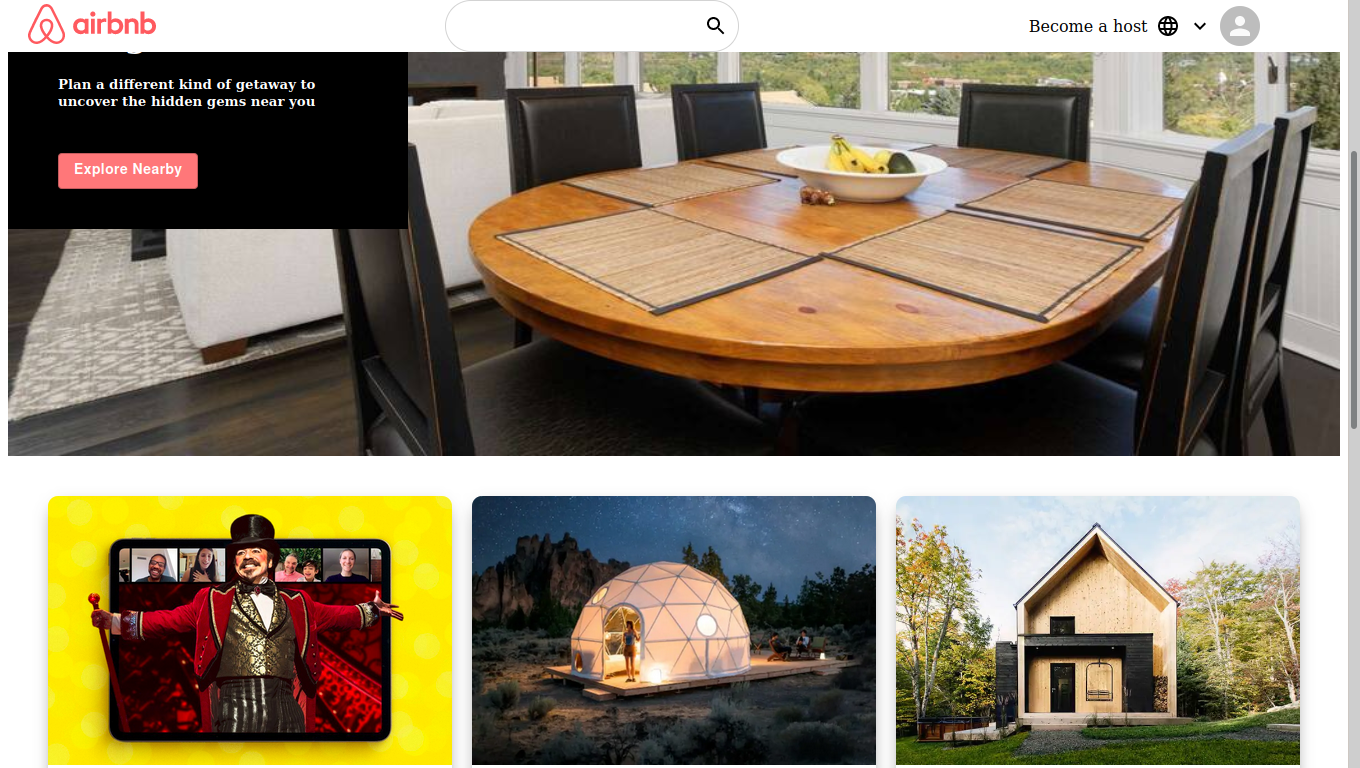 airbnb
Become a host
Plan a different kind of getaway to
uncover the hidden gems near you
Explore Nearby